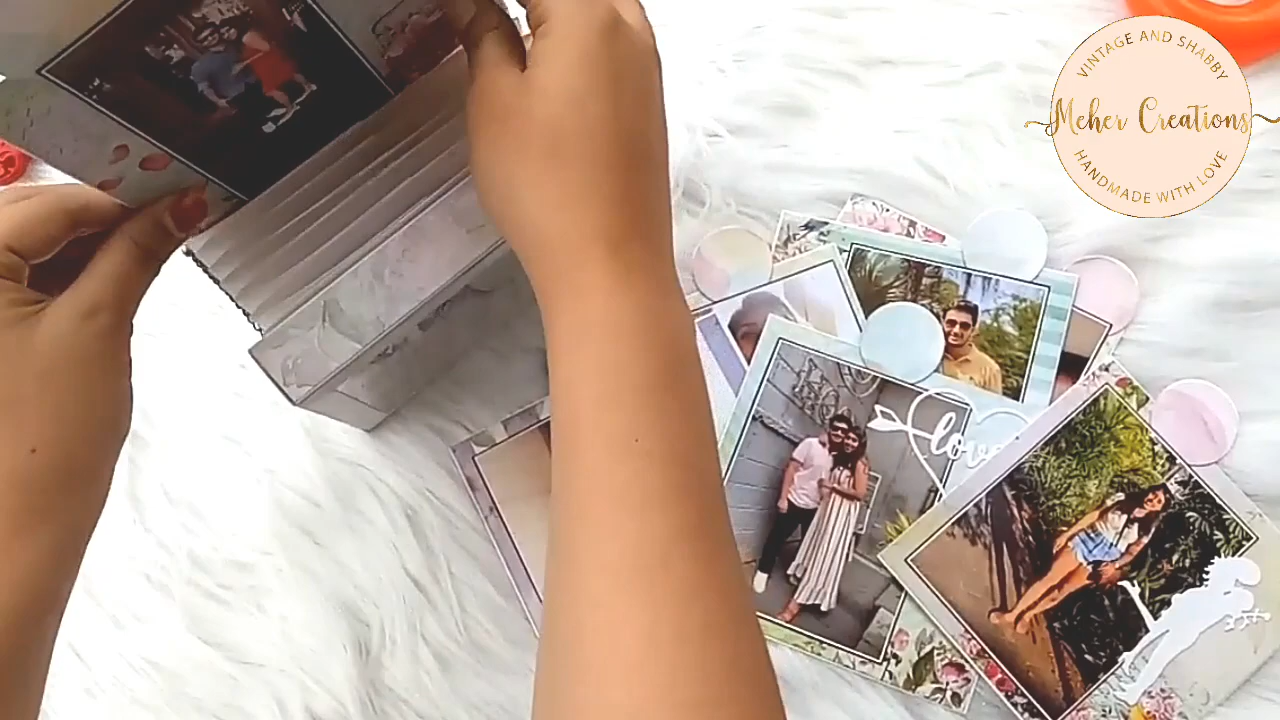 VINTAGE AND SHABBY
Meher Creations
HANDMADE WITH LOVE
love